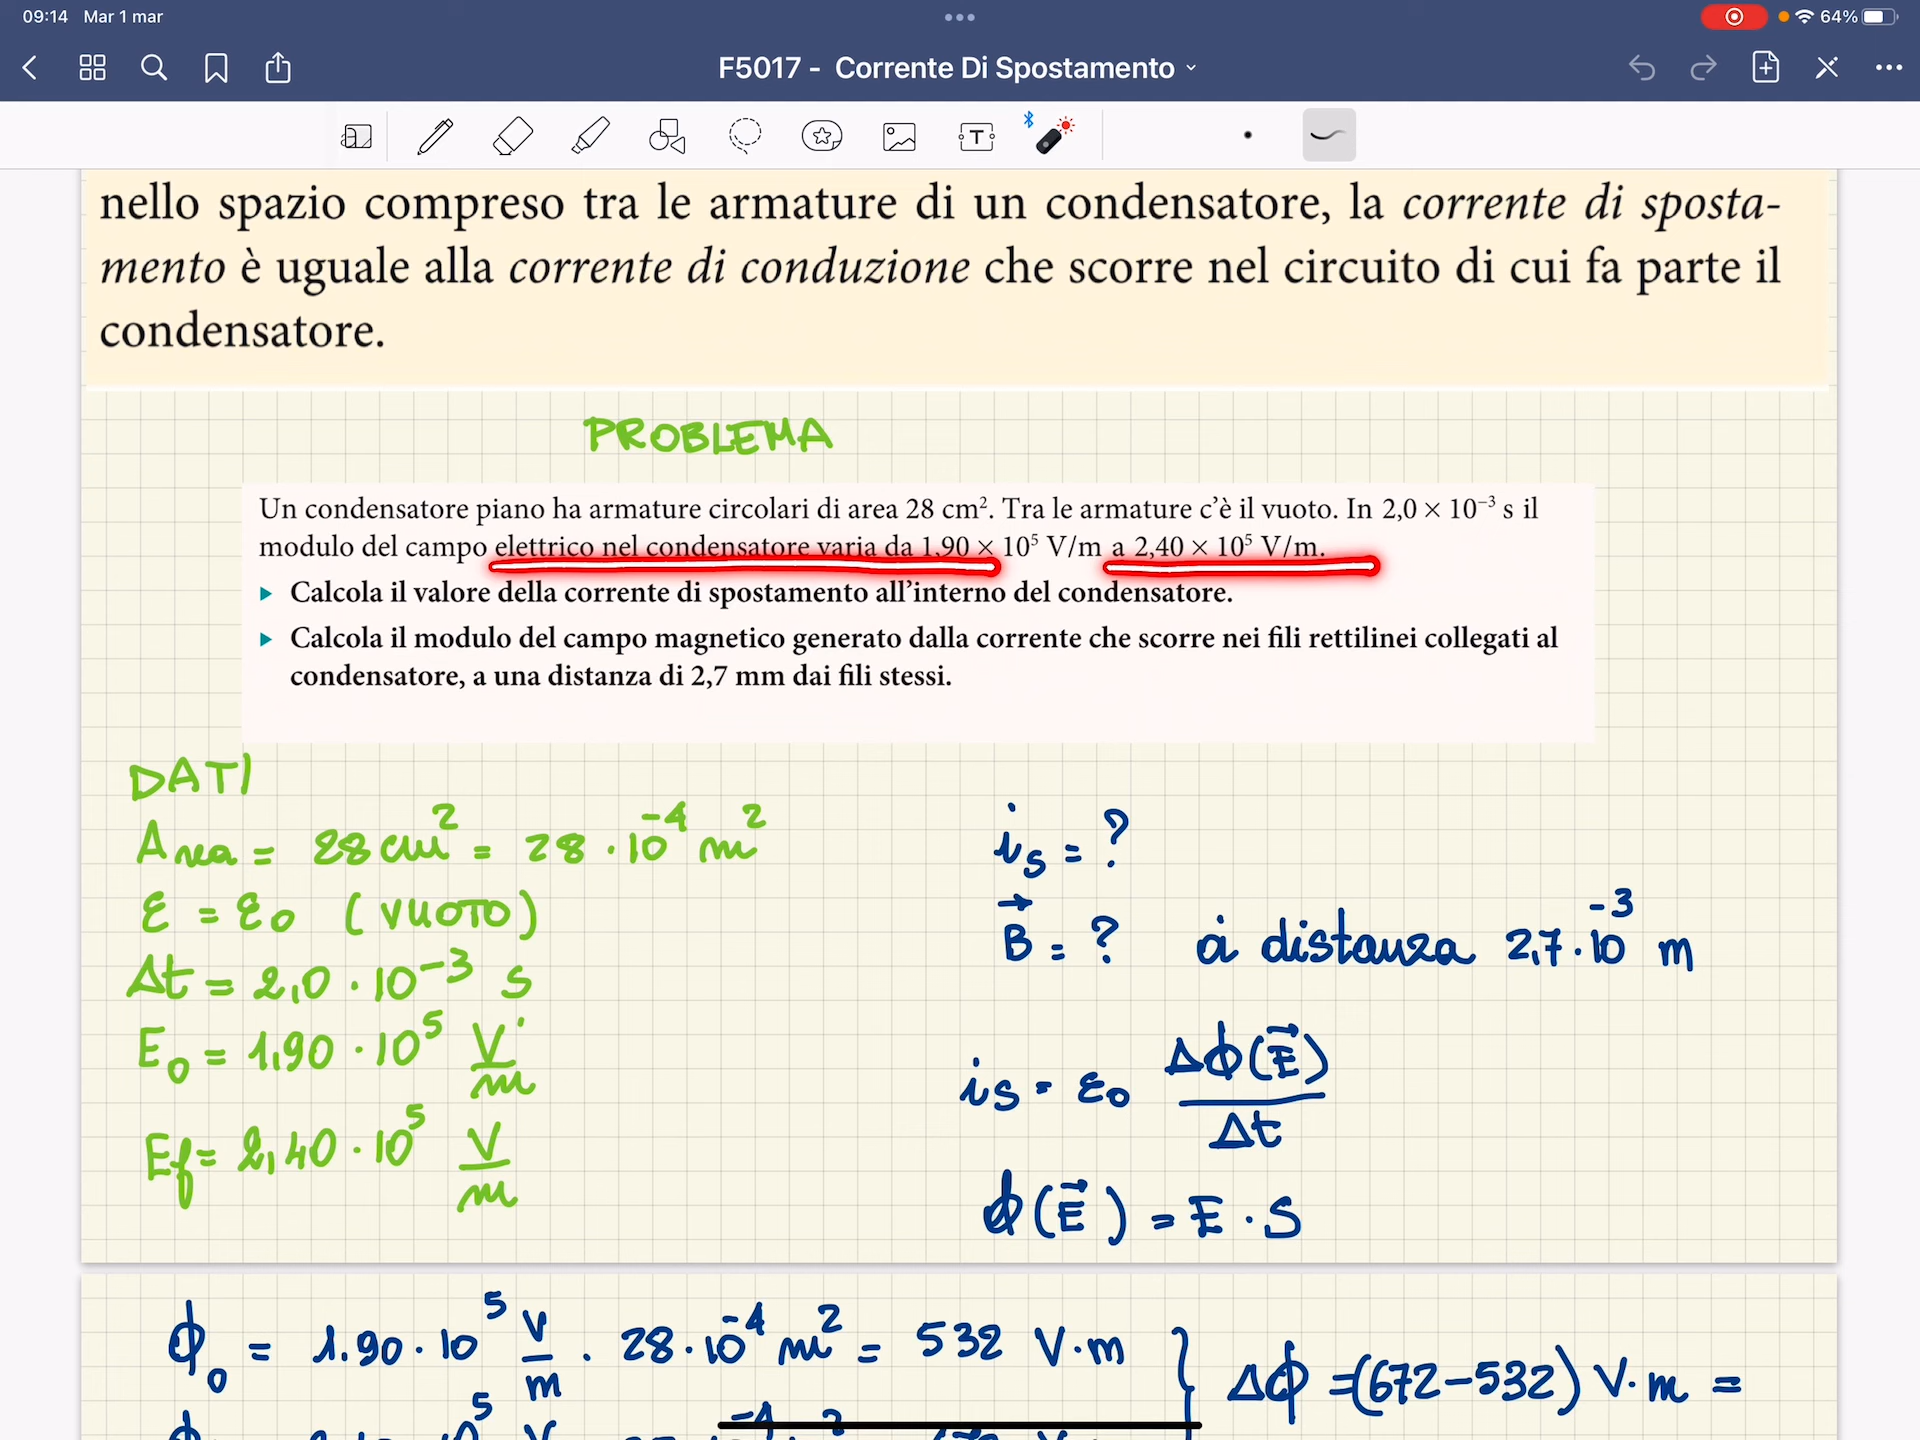 09:14 Mar 1 mar
64%
F5017 - Corrente Di Spostamento
nello spazio compreso tra le armature di un condensatore, la corrente di sposta-
mento è uguale alla corrente di conduzione che scorre nel circuito di cui fa parte il
condensatore.
PROBLEMA
Un condensatore piano ha armature circolari di area 28 cm². Tra le armature c'è il vuoto. In 2,0 × 10⁻³ s il
modulo del campo elettrico nel condensatore varia da 1,90 × 10⁵ V/m a 2,40 × 10⁵ V/m.
▸ Calcola il valore della corrente di spostamento all'interno del condensatore.
▸ Calcola il modulo del campo magnetico generato dalla corrente che scorre nei fili rettilinei collegati al
condensatore, a una distanza di 2,7 mm dai fili stessi.
DATI
Area = 28 cm² = 28 · 10⁻⁴ m²
ε = ε₀ (VUOTO)
Δt = 2,0 · 10⁻³ s
E₀ = 1,90 · 10⁵ V/m
Ef = 2,40 · 10⁵ V/m
is = ?
B⃗ = ? a distanza 2,7 · 10⁻³ m
is = ε₀ ΔΦ(E⃗)/Δt
Φ(E⃗) = E · S
Φ₀ = 1.90 · 10⁵ V/m · 28 · 10⁻⁴ m² = 532 V·m } ΔΦ = (672-532) V·m =